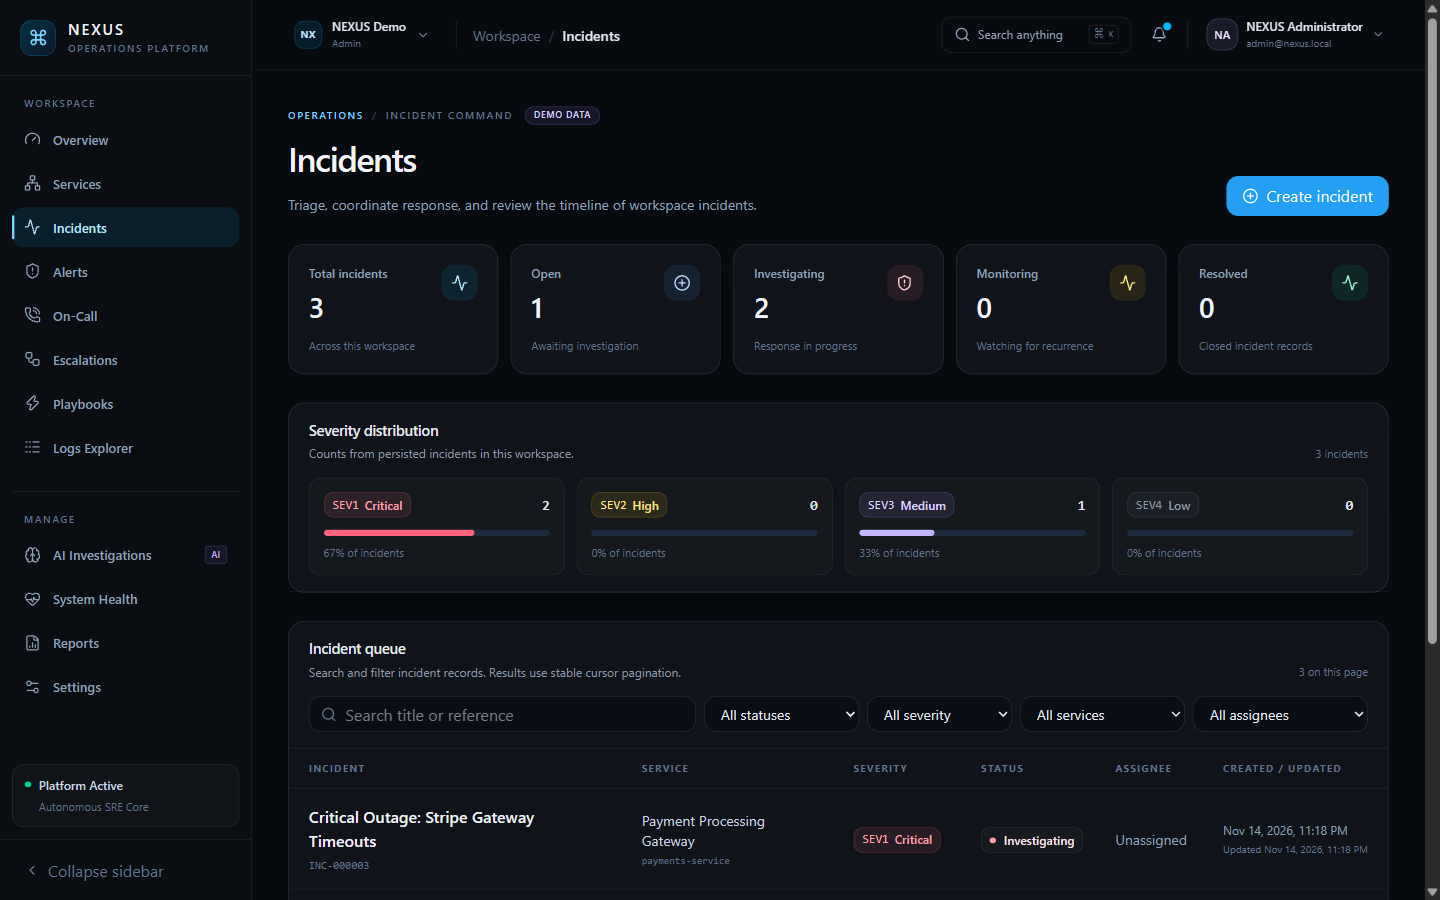 NEXUS
OPERATIONS PLATFORM
WORKSPACE
Overview
Services
Incidents
Alerts
On-Call
Escalations
Playbooks
Logs Explorer
MANAGE
AI Investigations AI
System Health
Reports
Settings
Platform Active
Autonomous SRE Core
Collapse sidebar
NX NEXUS Demo
Admin
Workspace / Incidents
Search anything ⌘ K
NA NEXUS Administrator
admin@nexus.local
OPERATIONS / INCIDENT COMMAND DEMO DATA
Incidents
Triage, coordinate response, and review the timeline of workspace incidents.
Create incident
Total incidents
3
Across this workspace
Open
1
Awaiting investigation
Investigating
2
Response in progress
Monitoring
0
Watching for recurrence
Resolved
0
Closed incident records
Severity distribution
Counts from persisted incidents in this workspace.
3 incidents
SEV1 Critical 2
67% of incidents
SEV2 High 0
0% of incidents
SEV3 Medium 1
33% of incidents
SEV4 Low 0
0% of incidents
Incident queue
Search and filter incident records. Results use stable cursor pagination.
3 on this page
Search title or reference
All statuses
All severity
All services
All assignees
INCIDENT SERVICE SEVERITY STATUS ASSIGNEE CREATED / UPDATED
Critical Outage: Stripe Gateway
Timeouts
INC-000003
Payment Processing
Gateway
payments-service
SEV1 Critical
Investigating
Unassigned
Nov 14, 2026, 11:18 PM
Updated Nov 14, 2026, 11:18 PM